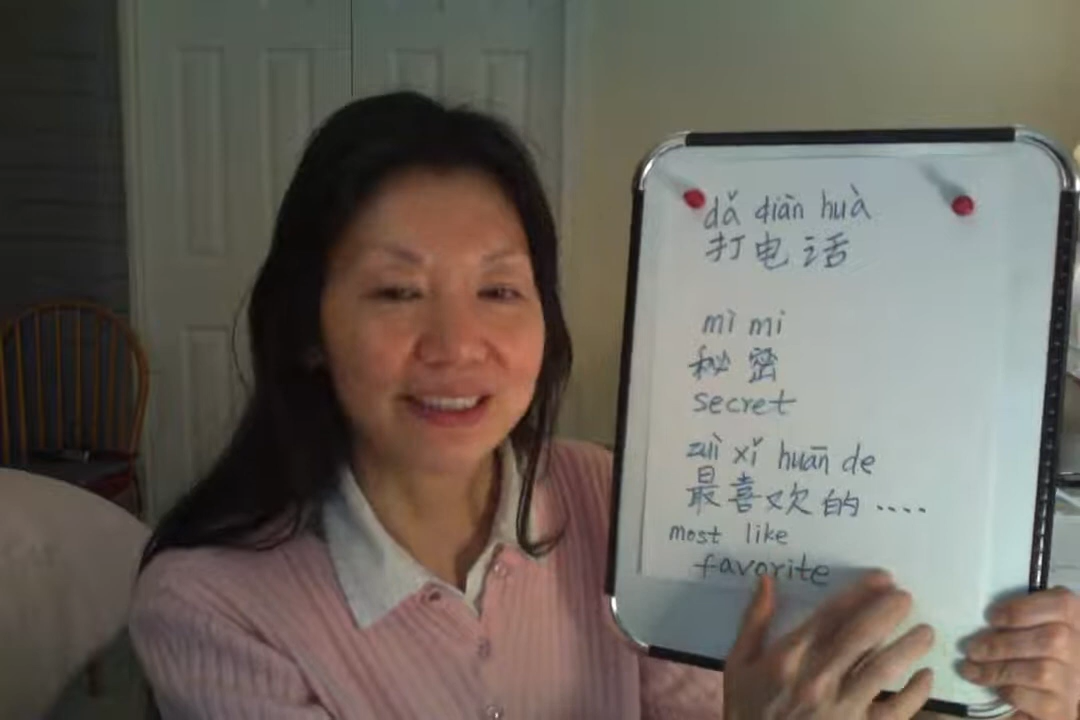 dǎ diàn huà
打电话
mì mi
秘密
secret
zuì xǐ huān de
最喜欢的....
most like
favorite